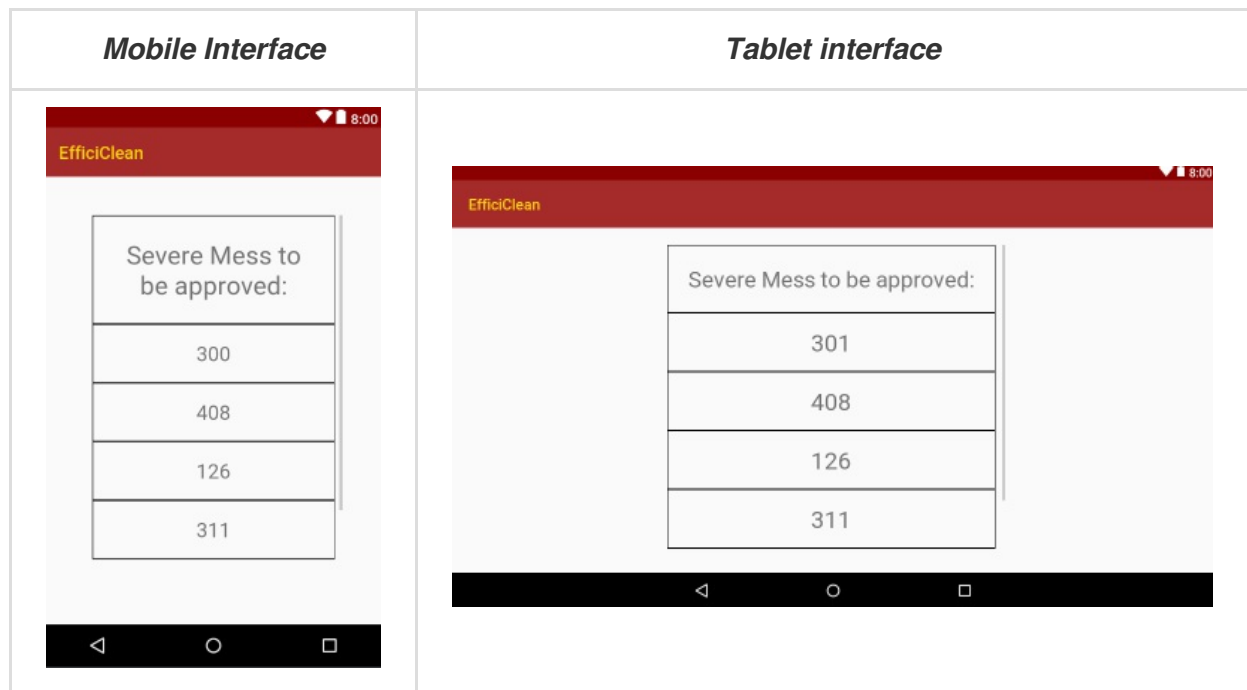 Mobile Interface
Tablet interface
8:00
EfficiClean
Severe Mess to
be approved:
300
408
126
311
8:00
EfficiClean
Severe Mess to be approved:
301
408
126
311